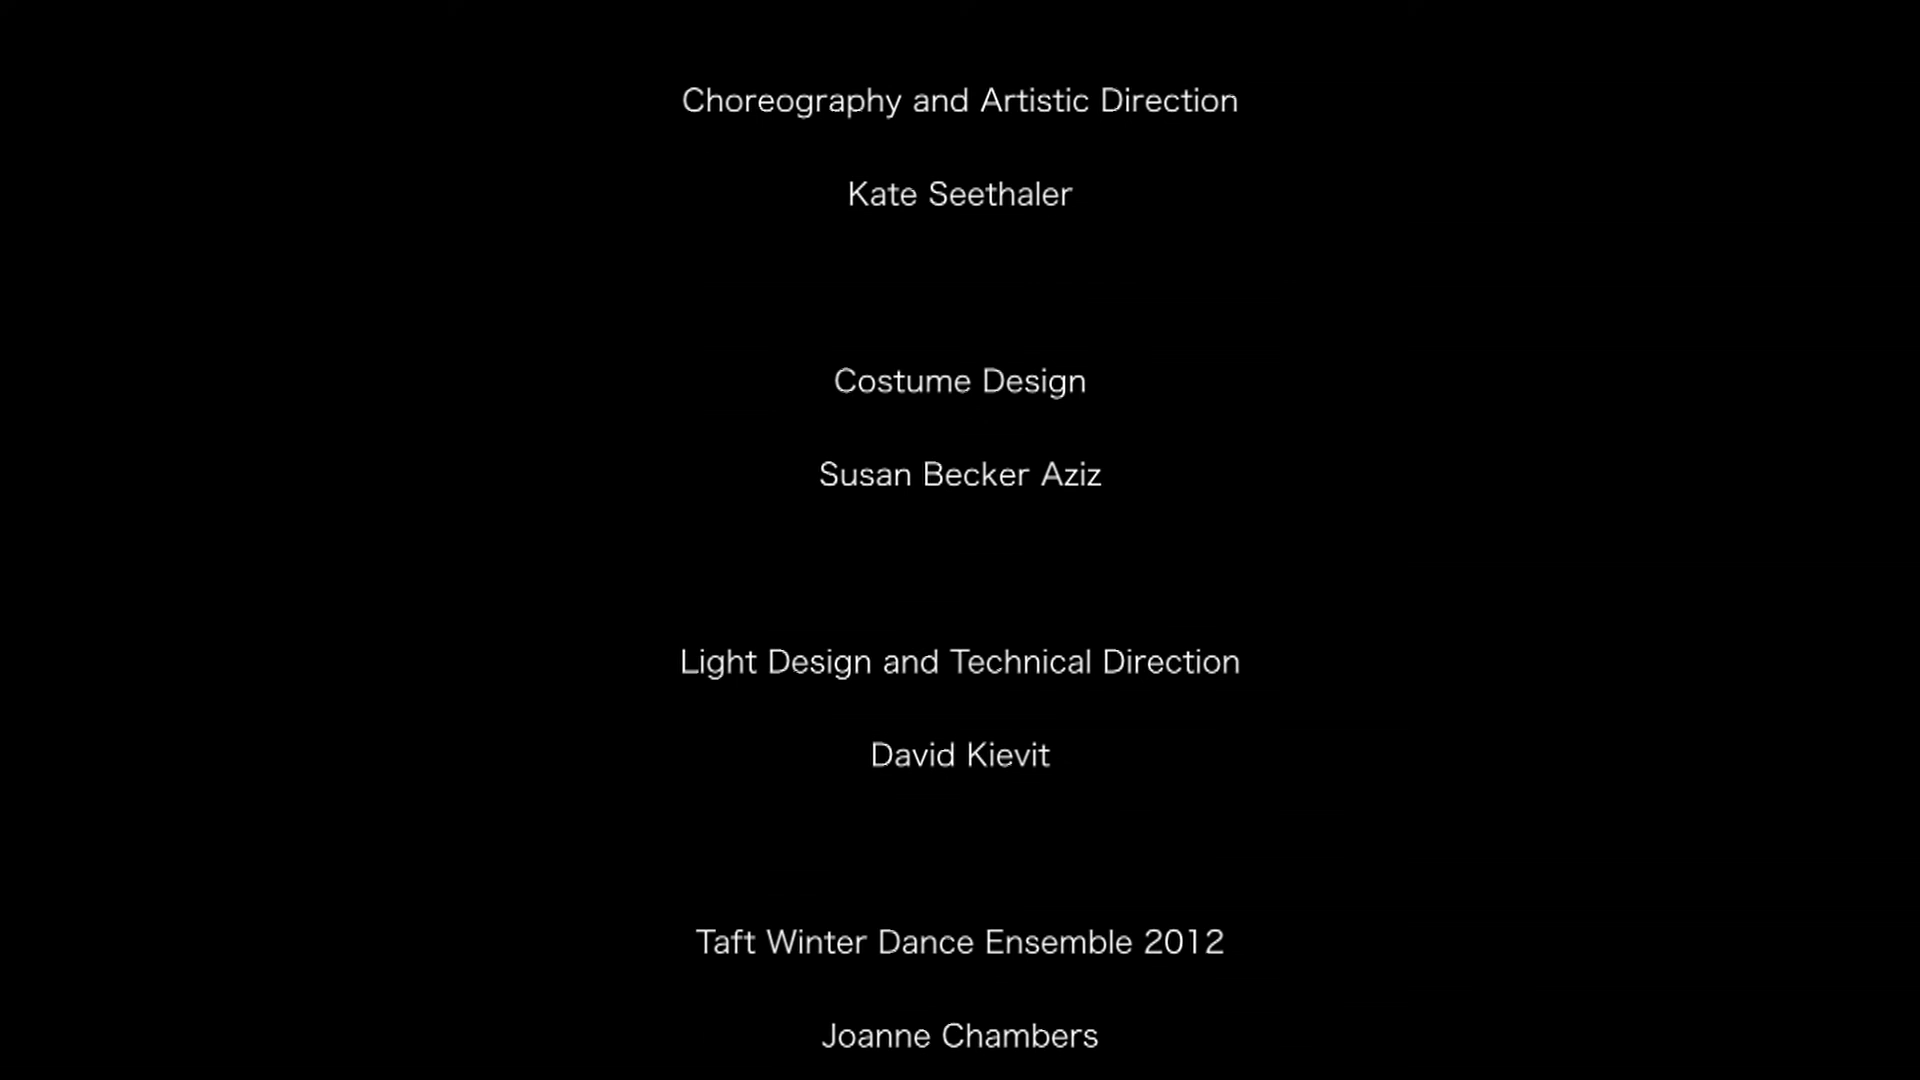 Choreography and Artistic Direction
Kate Seethaler
Costume Design
Susan Becker Aziz
Light Design and Technical Direction
David Kievit
Taft Winter Dance Ensemble 2012
Joanne Chambers